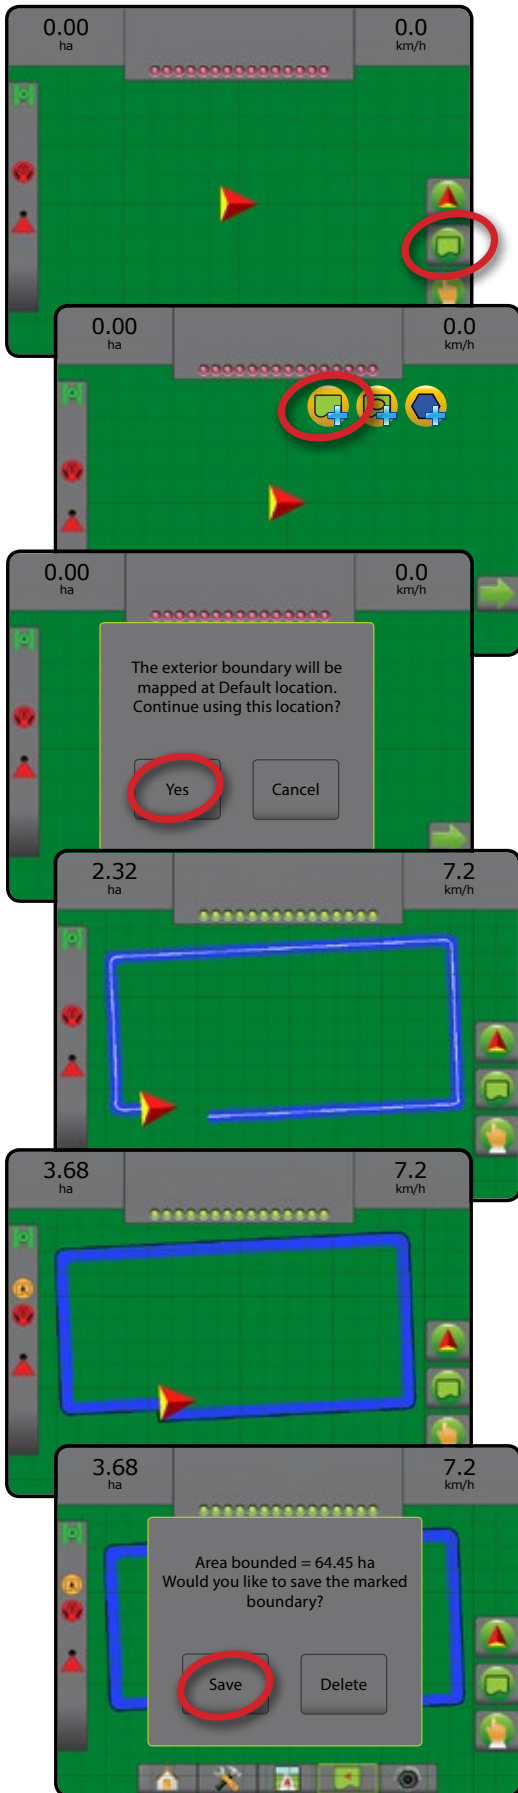 0.00
ha
0.0
km/h
0.00
ha
0.0
km/h
0.00
ha
0.0
km/h
The exterior boundary will be
mapped at Default location.
Continue using this location?
Yes
Cancel
2.32
ha
7.2
km/h
3.68
ha
7.2
km/h
3.68
ha
7.2
km/h
Area bounded = 64.45 ha
Would you like to save the marked
boundary?
Save
Delete